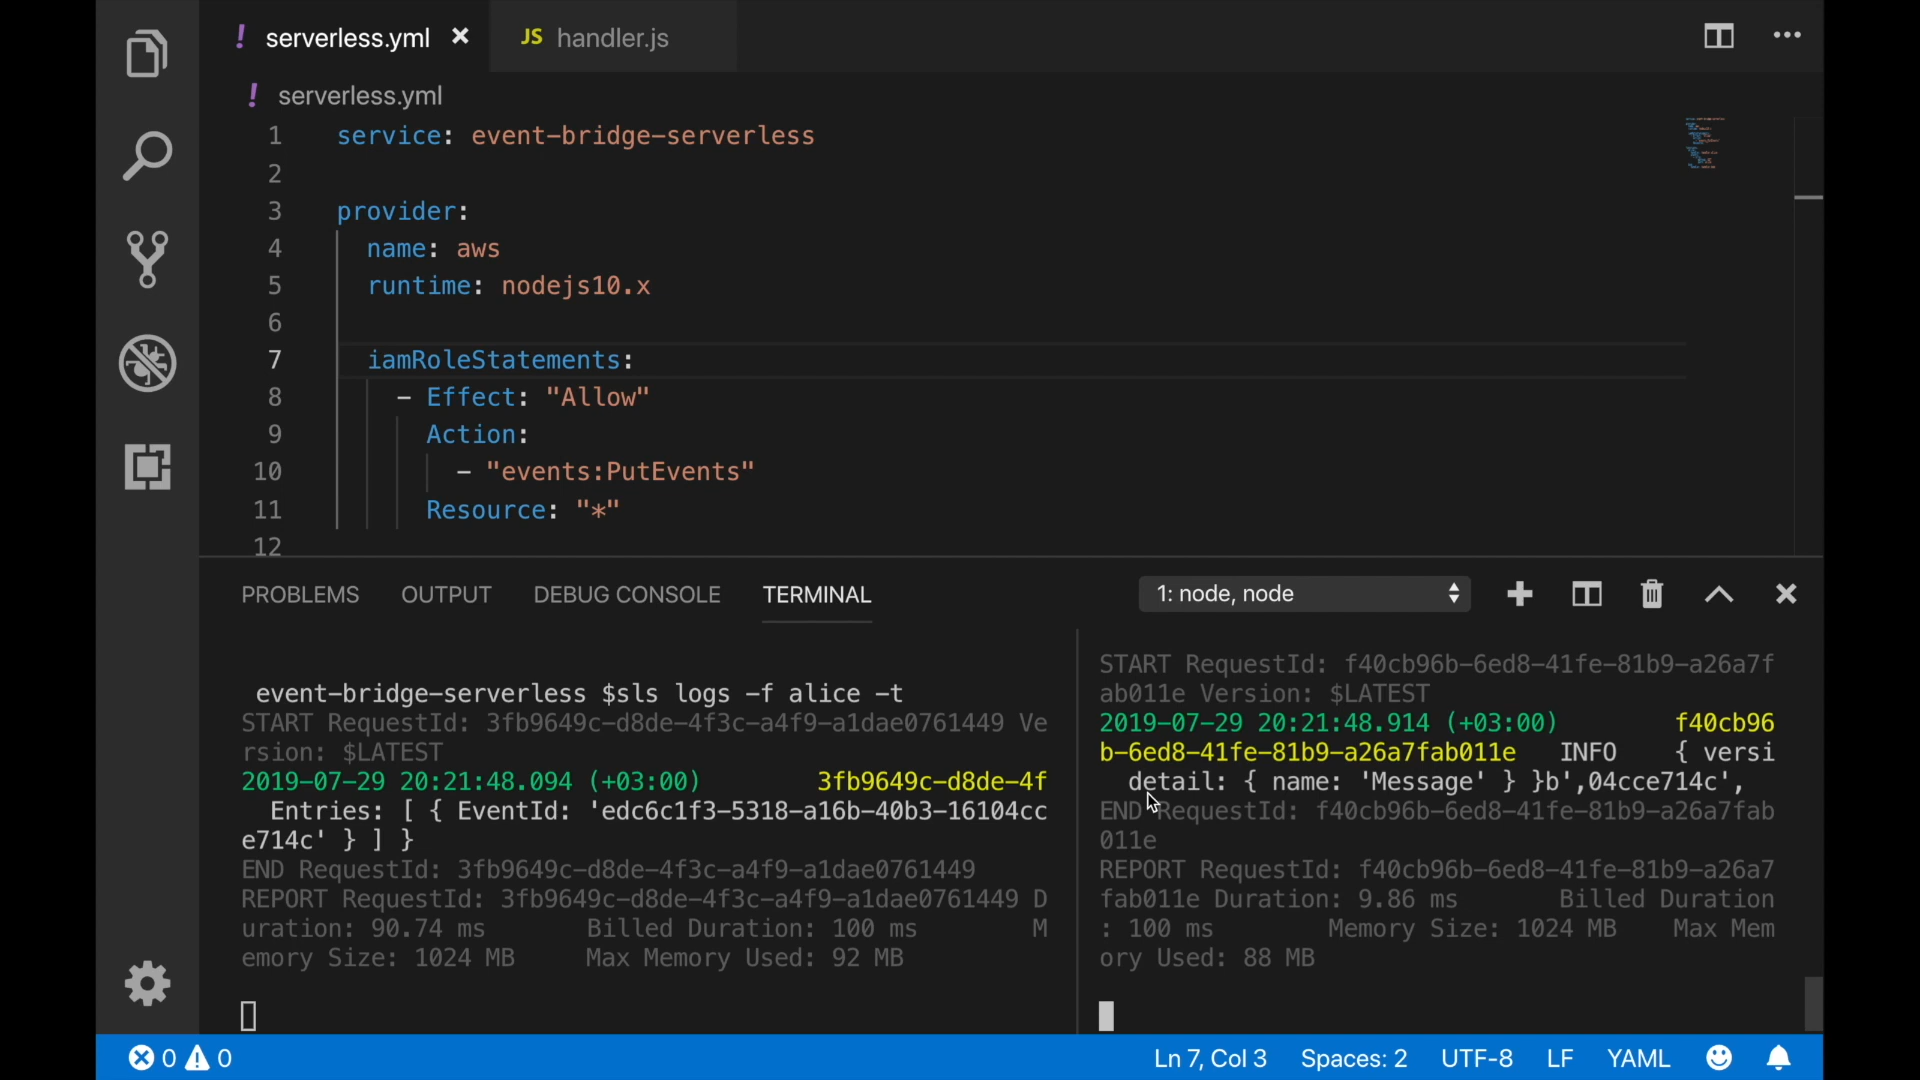 ! serverless.yml ×
JS handler.js
! serverless.yml
1 service: event-bridge-serverless
2
3 provider:
4 name: aws
5 runtime: nodejs10.x
6
7 iamRoleStatements:
8 - Effect: "Allow"
9 Action:
10 - "events:PutEvents"
11 Resource: "*"
12
PROBLEMS OUTPUT DEBUG CONSOLE TERMINAL
1: node, node
event-bridge-serverless $sls logs -f alice -t
START RequestId: 3fb9649c-d8de-4f3c-a4f9-a1dae0761449 Ve
rsion: $LATEST
2019-07-29 20:21:48.094 (+03:00) 3fb9649c-d8de-4f
Entries: [ { EventId: 'edc6c1f3-5318-a16b-40b3-16104cc
e714c' } ] }
END RequestId: 3fb9649c-d8de-4f3c-a4f9-a1dae0761449
REPORT RequestId: 3fb9649c-d8de-4f3c-a4f9-a1dae0761449 D
uration: 90.74 ms Billed Duration: 100 ms M
emory Size: 1024 MB Max Memory Used: 92 MB
START RequestId: f40cb96b-6ed8-41fe-81b9-a26a7f
ab011e Version: $LATEST
2019-07-29 20:21:48.914 (+03:00) f40cb96
b-6ed8-41fe-81b9-a26a7fab011e INFO { versi
detail: { name: 'Message' } }b',04cce714c',
END RequestId: f40cb96b-6ed8-41fe-81b9-a26a7fab
011e
REPORT RequestId: f40cb96b-6ed8-41fe-81b9-a26a7
fab011e Duration: 9.86 ms Billed Duration
: 100 ms Memory Size: 1024 MB Max Mem
ory Used: 88 MB
0 0
Ln 7, Col 3 Spaces: 2 UTF-8 LF YAML